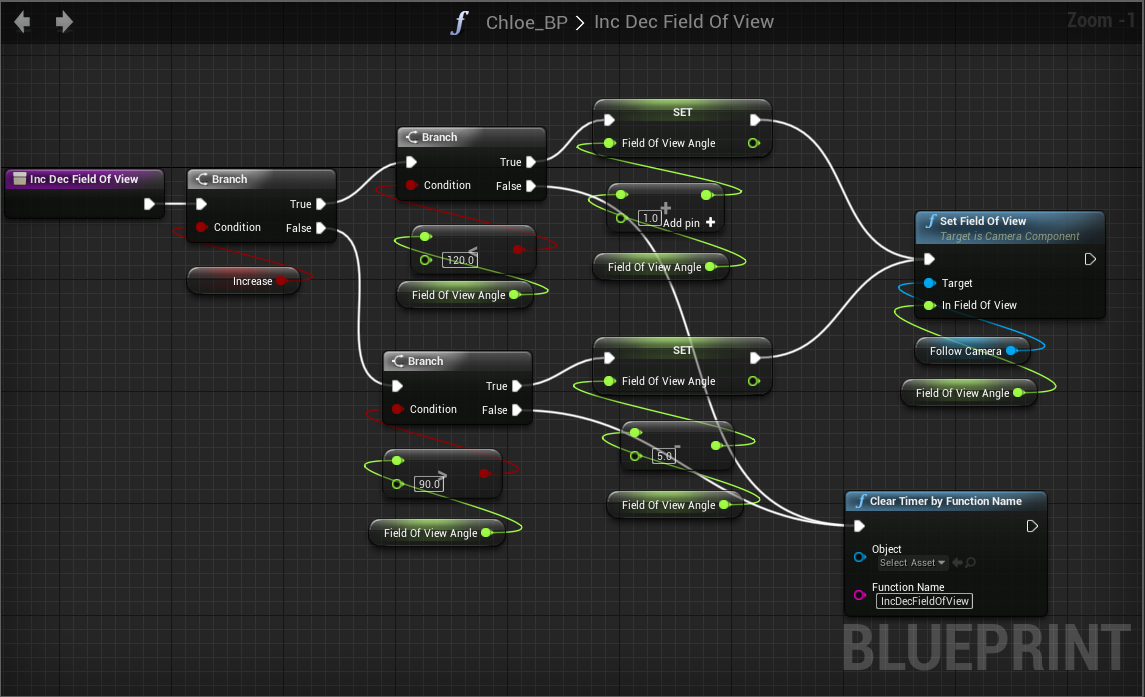 f Chloe_BP > Inc Dec Field Of View
Zoom -1
SET
Field Of View Angle
Branch
True
Condition
False
+
1.0
Add pin +
Inc Dec Field Of View
Branch
True
Condition
False
Increase
<
120.0
Field Of View Angle
Field Of View Angle
f Set Field Of View
Target is Camera Component
Target
In Field Of View
Follow Camera
Field Of View Angle
SET
Field Of View Angle
Branch
True
Condition
False
-
5.0
>
90.0
Field Of View Angle
Field Of View Angle
f Clear Timer by Function Name
Object
Select Asset
Function Name
IncDecFieldOfView
BLUEPRINT